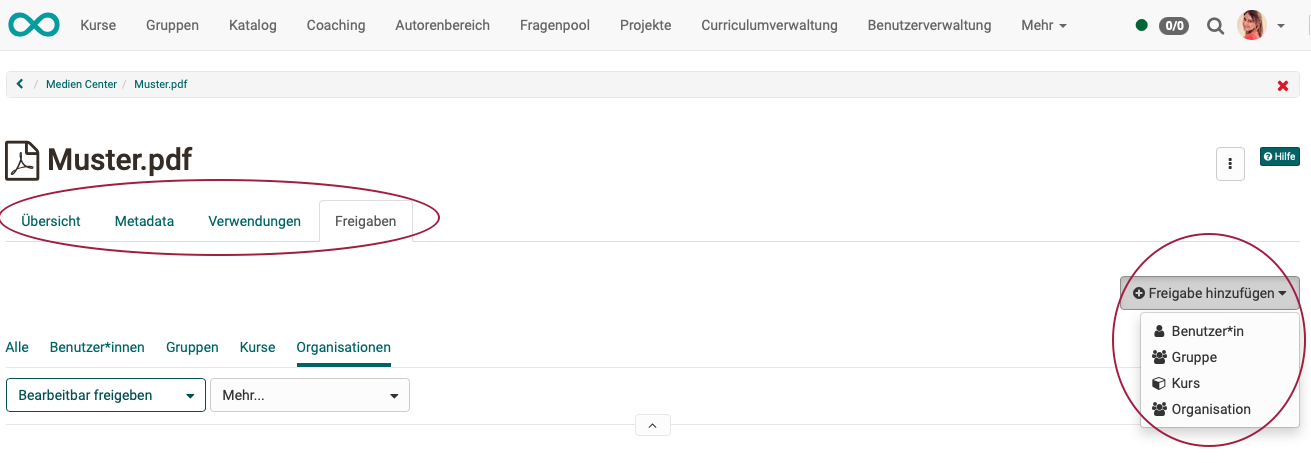 Kurse Gruppen Katalog Coaching Autorenbereich Fragenpool Projekte Curriculumverwaltung Benutzerverwaltung Mehr 0/0
/ Medien Center / Muster.pdf
Muster.pdf
Hilfe
Übersicht Metadata Verwendungen Freigaben
Freigabe hinzufügen
Benutzer*in
Gruppe
Kurs
Organisation
Alle Benutzer*innen Gruppen Kurse Organisationen
Bearbeitbar freigeben Mehr...